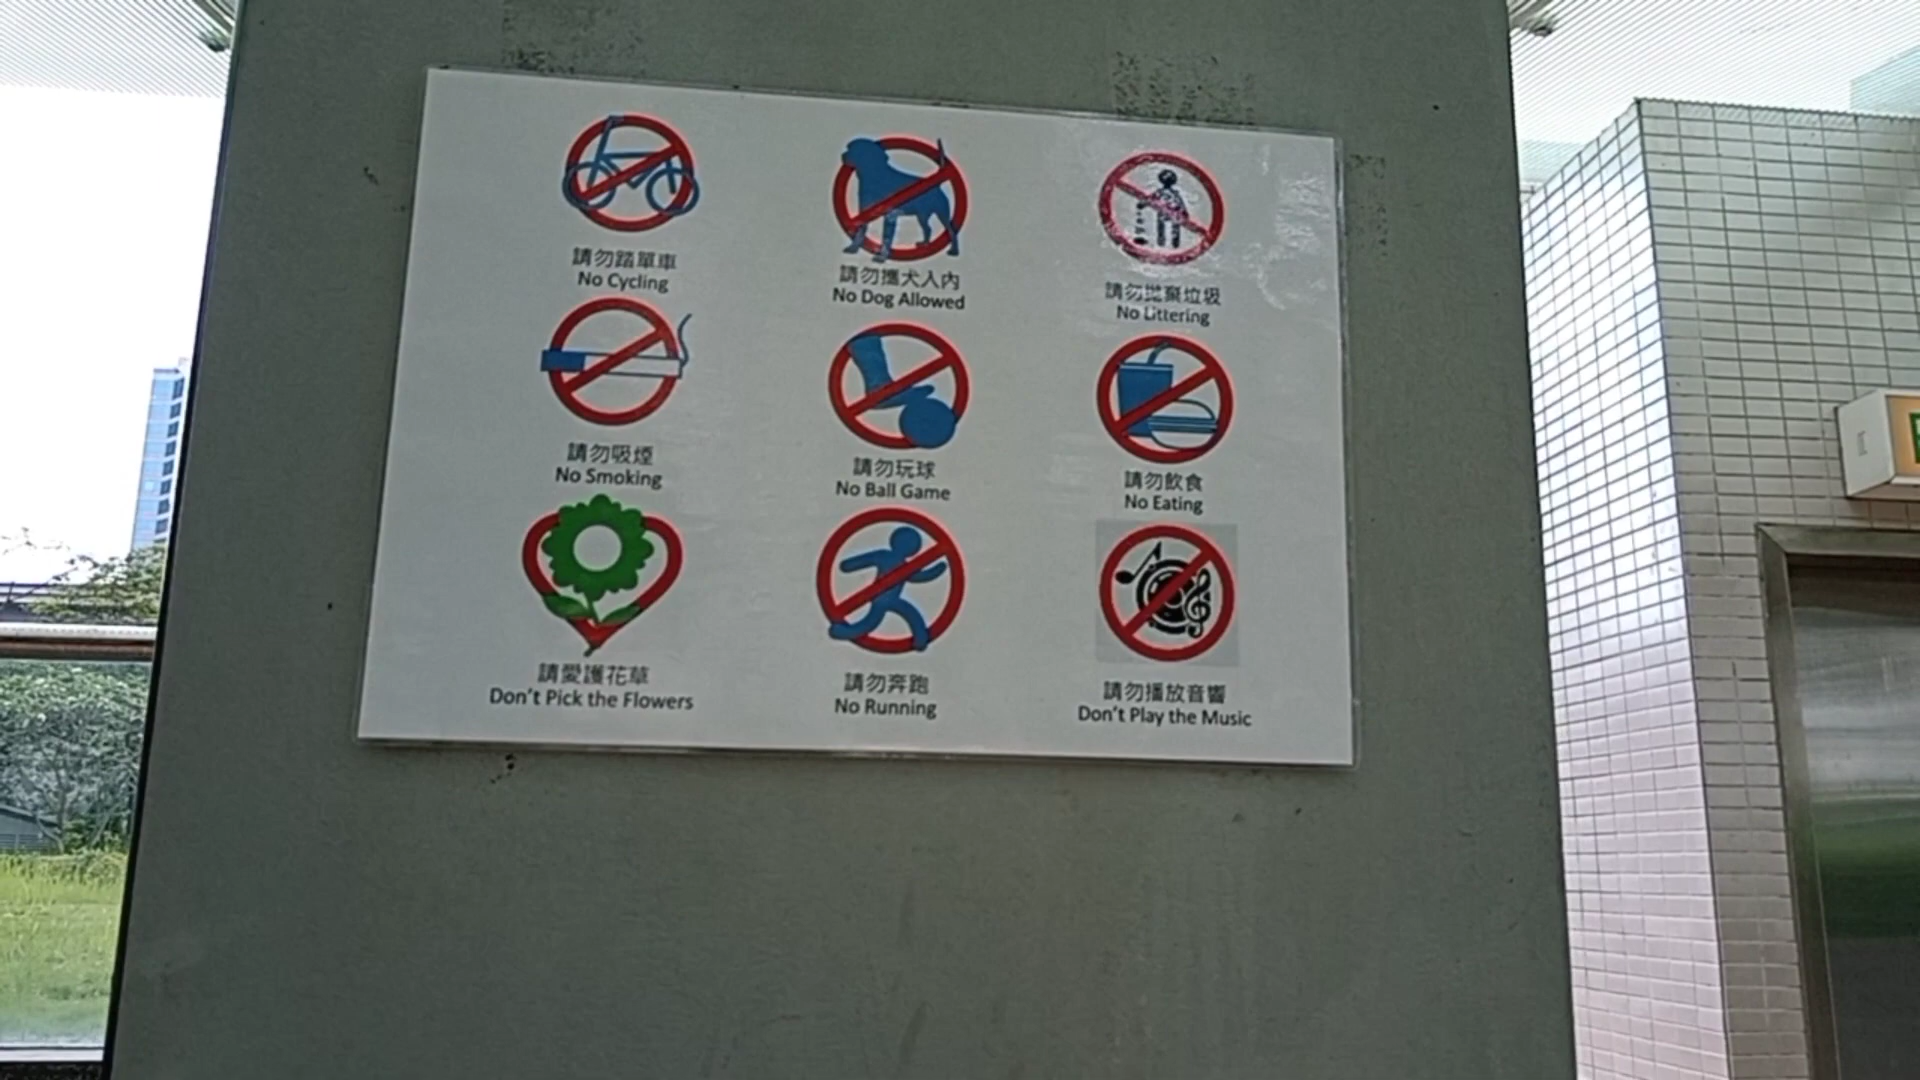 請勿踏單車
No Cycling
請勿攜犬入內
No Dog Allowed
請勿拋棄垃圾
No Littering
請勿吸煙
No Smoking
請勿玩球
No Ball Game
請勿飲食
No Eating
請愛護花草
Don't Pick the Flowers
請勿奔跑
No Running
請勿播放音響
Don't Play the Music